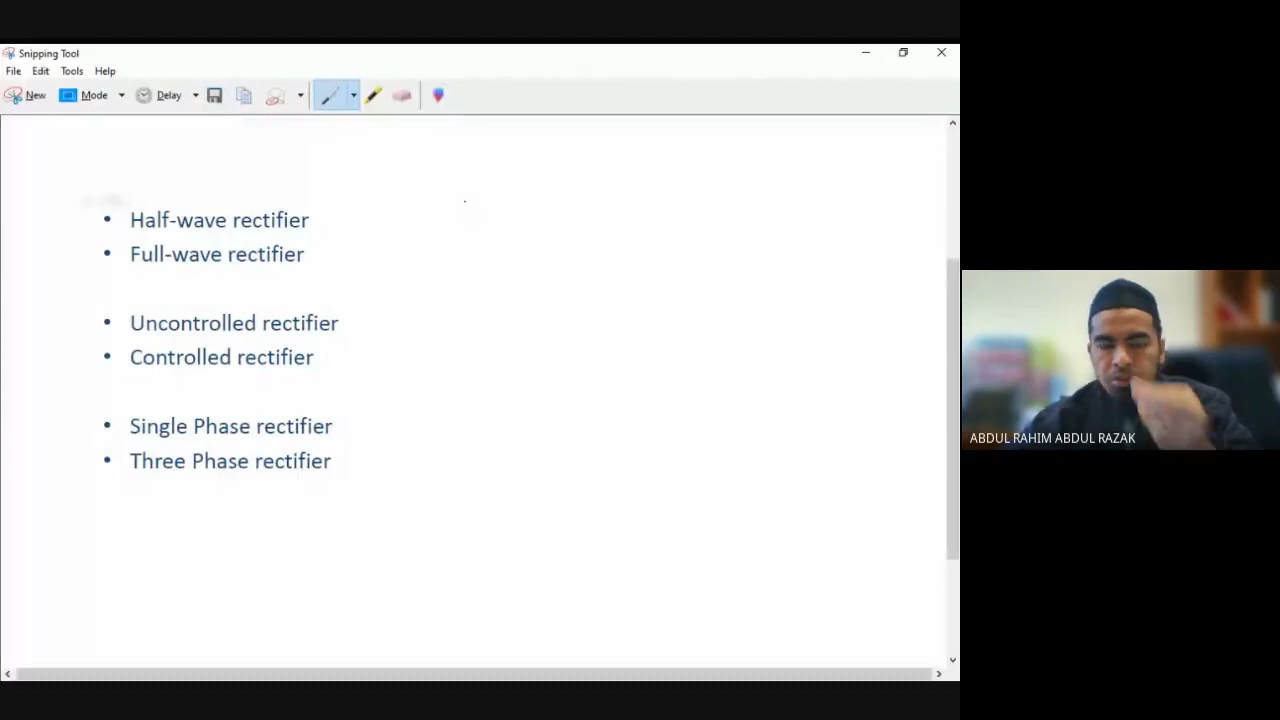 Snipping Tool
File Edit Tools Help
New Mode Delay
• Half-wave rectifier
• Full-wave rectifier
• Uncontrolled rectifier
• Controlled rectifier
• Single Phase rectifier
• Three Phase rectifier
ABDUL RAHIM ABDUL RAZAK